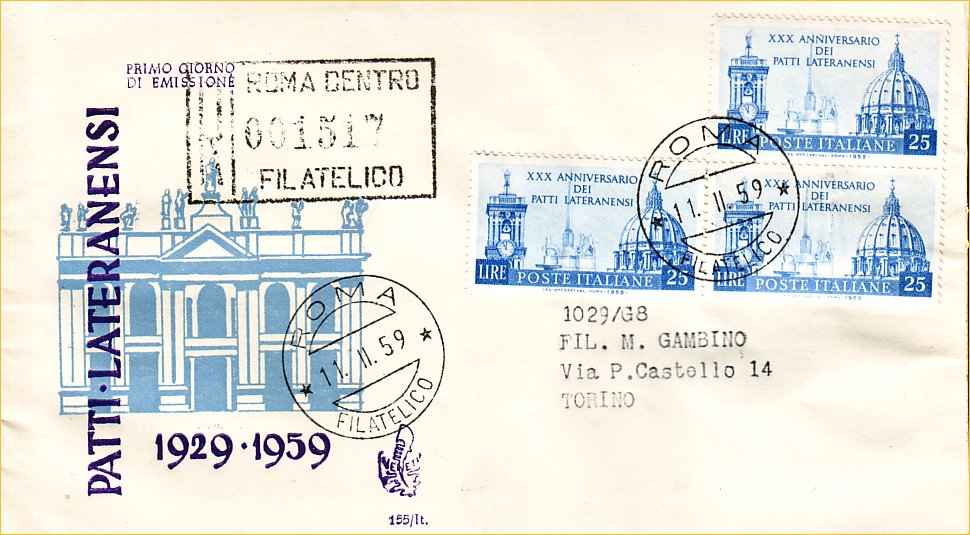 PRIMO GIORNO
DI EMISSIONE
ROMA CENTRO
001517
FILATELICO
PATTI·LATERANENSI
1929·1959
ROMA
11.II.59
FILATELICO
155/It.
XXX ANNIVERSARIO
DEI
PATTI LATERANENSI
LIRE POSTE ITALIANE 25
XXX ANNIVERSARIO
DEI
PATTI LATERANENSI
LIRE POSTE ITALIANE 25
XXX ANNIVERSARIO
DEI
PATTI LATERANENSI
LIRE POSTE ITALIANE 25
ROMA
11.II.59
FILATELICO
1029/G8
FIL. M. GAMBINO
Via P.Castello 14
TORINO